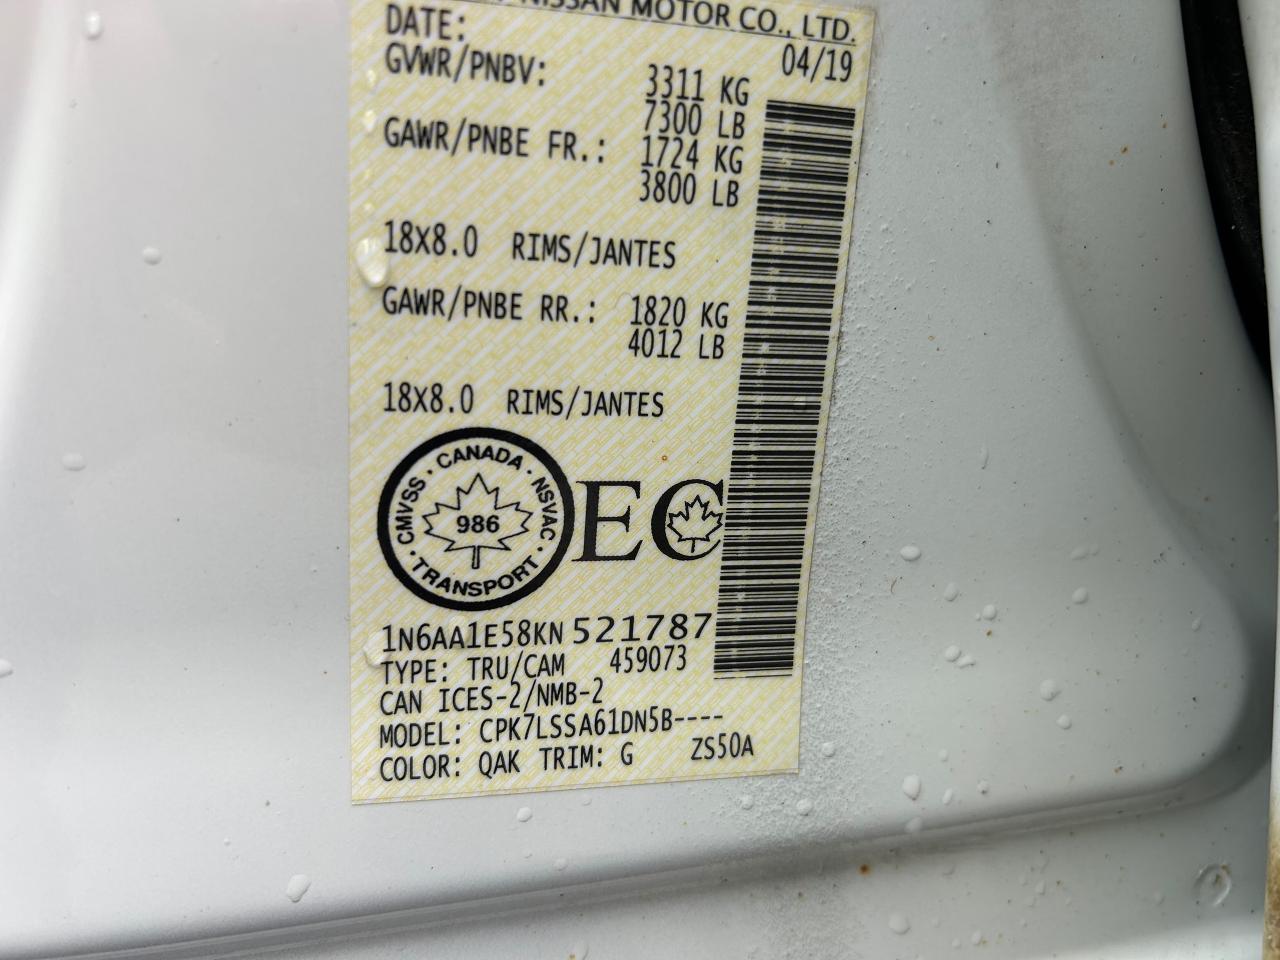 NISSAN MOTOR CO., LTD.
DATE: 04/19
GVWR/PNBV: 3311 KG
7300 LB
GAWR/PNBE FR.: 1724 KG
3800 LB
18X8.0 RIMS/JANTES
GAWR/PNBE RR.: 1820 KG
4012 LB
18X8.0 RIMS/JANTES
CMVSS · CANADA · NSVAC · TRANSPORT ·
986
EC
1N6AA1E58KN521787
TYPE: TRU/CAM 459073
CAN ICES-2/NMB-2
MODEL: CPK7LSSA61DN5B----
COLOR: QAK TRIM: G ZS50A